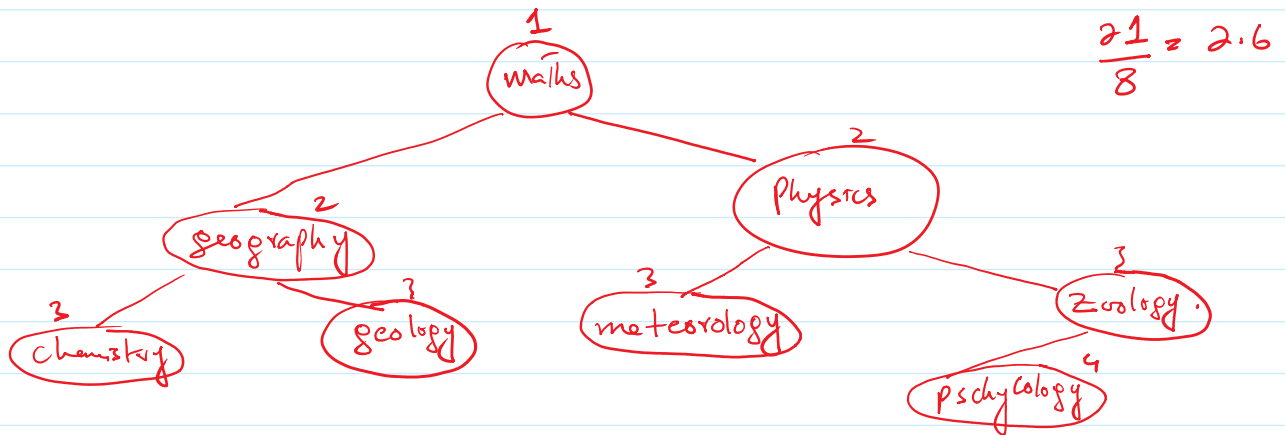 1
maths
21/8 = 2.6
2
Physics
2
geography
3
chemistry
3
geology
3
meteorology
3
Zoology.
4
pschycology